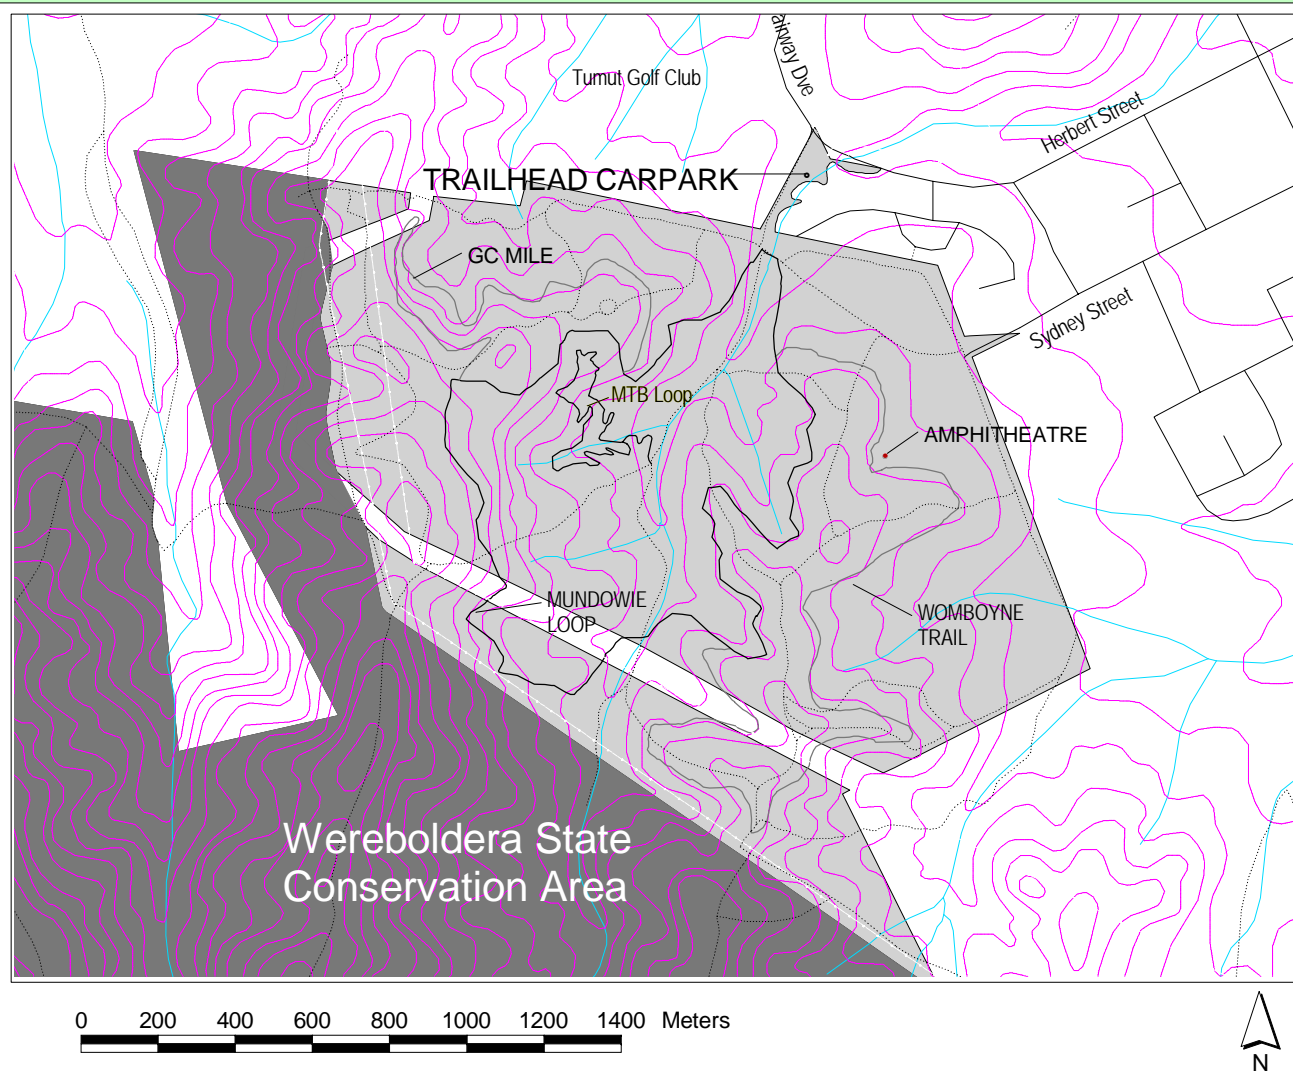 airway Dve
Tumut Golf Club
Herbert Street
TRAILHEAD CARPARK
GC MILE
Sydney Street
MTB Loop
AMPHITHEATRE
MUNDOWIE
LOOP
WOMBOYNE
TRAIL
Wereboldera State
Conservation Area
0 200 400 600 800 1000 1200 1400 Meters
N